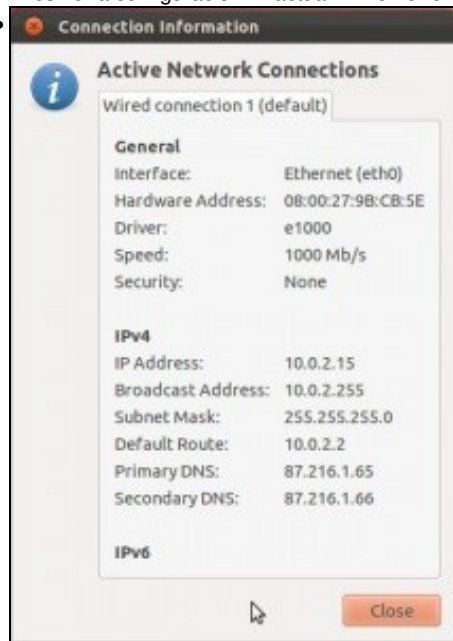 Connection Information
Active Network Connections
Wired connection 1 (default)
General
Interface: Ethernet (eth0)
Hardware Address: 08:00:27:9B:CB:5E
Driver: e1000
Speed: 1000 Mb/s
Security: None
IPv4
IP Address: 10.0.2.15
Broadcast Address: 10.0.2.255
Subnet Mask: 255.255.255.0
Default Route: 10.0.2.2
Primary DNS: 87.216.1.65
Secondary DNS: 87.216.1.66
IPv6
Close